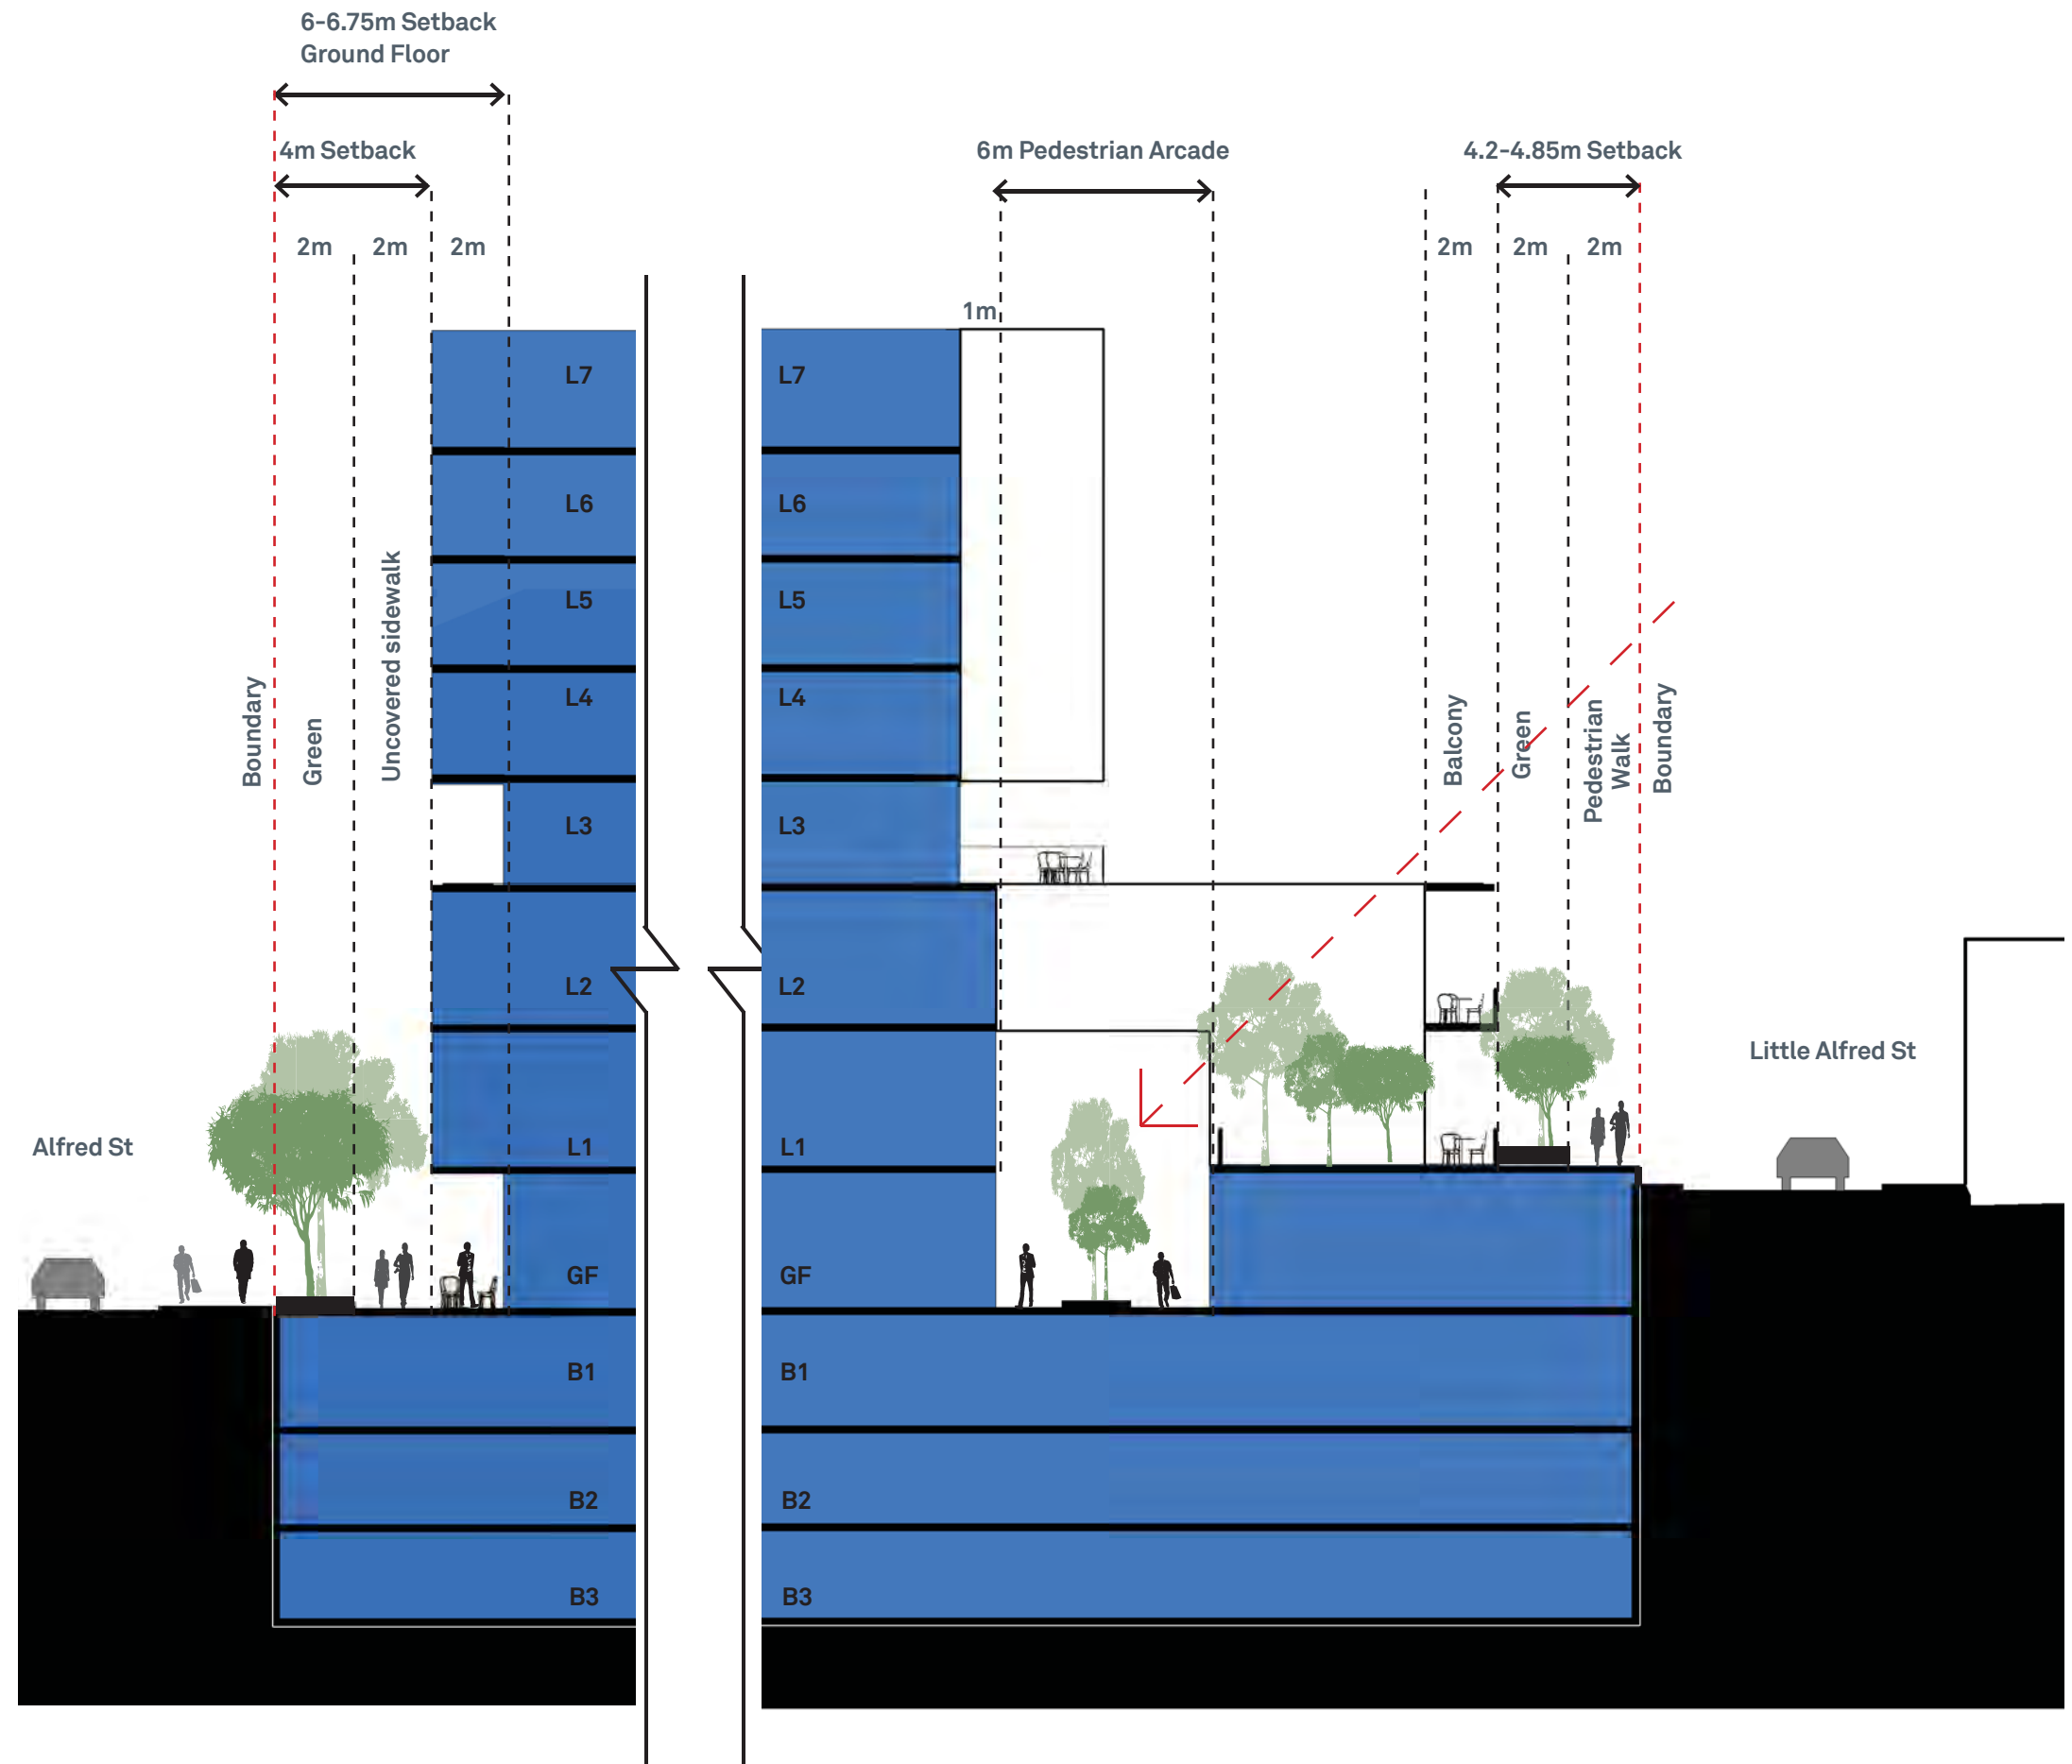 6-6.75m Setback
Ground Floor
4m Setback
6m Pedestrian Arcade
4.2-4.85m Setback
2m
2m
2m
2m
2m
2m
1m
L7
L7
L6
L6
L5
L5
L4
L4
L3
L3
L2
L2
L1
L1
GF
GF
B1
B1
B2
B2
B3
B3
Boundary
Green
Uncovered sidewalk
Balcony
Green
Pedestrian
Walk
Boundary
Alfred St
Little Alfred St